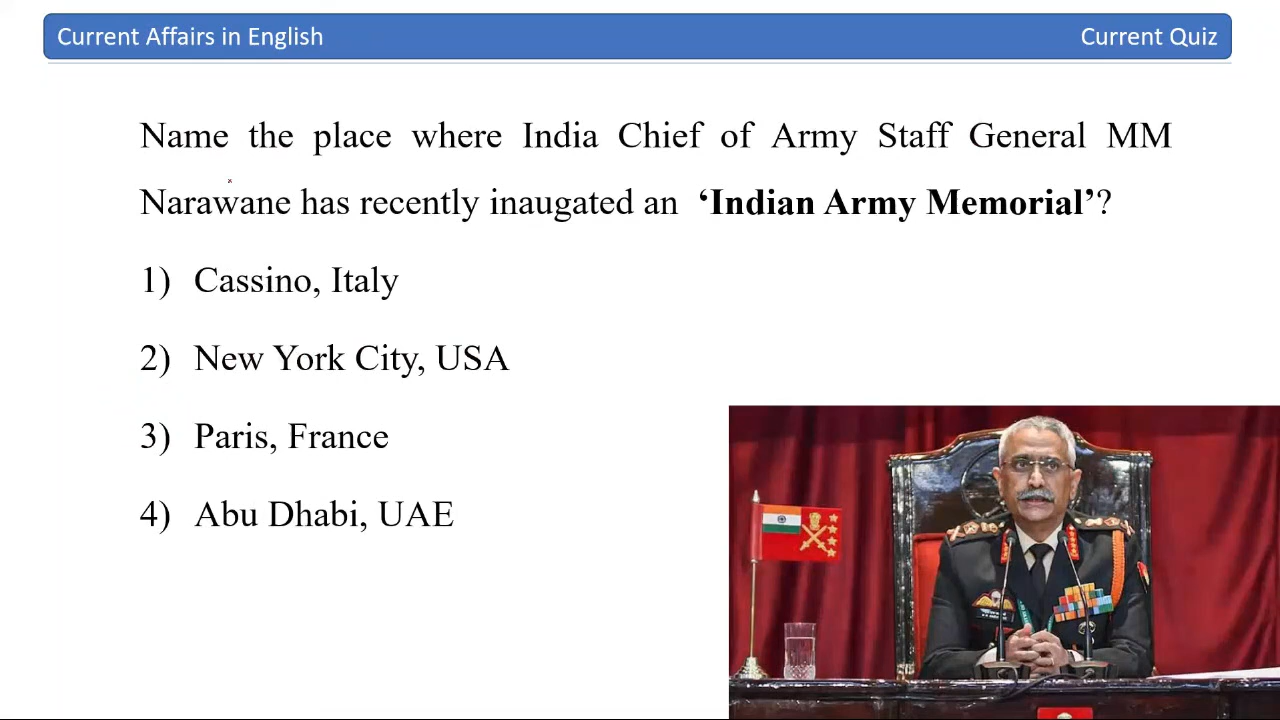 Current Affairs in English
Current Quiz
Name the place where India Chief of Army Staff General MM
Narawane has recently inaugated an ‘Indian Army Memorial’?
1) Cassino, Italy
2) New York City, USA
3) Paris, France
4) Abu Dhabi, UAE